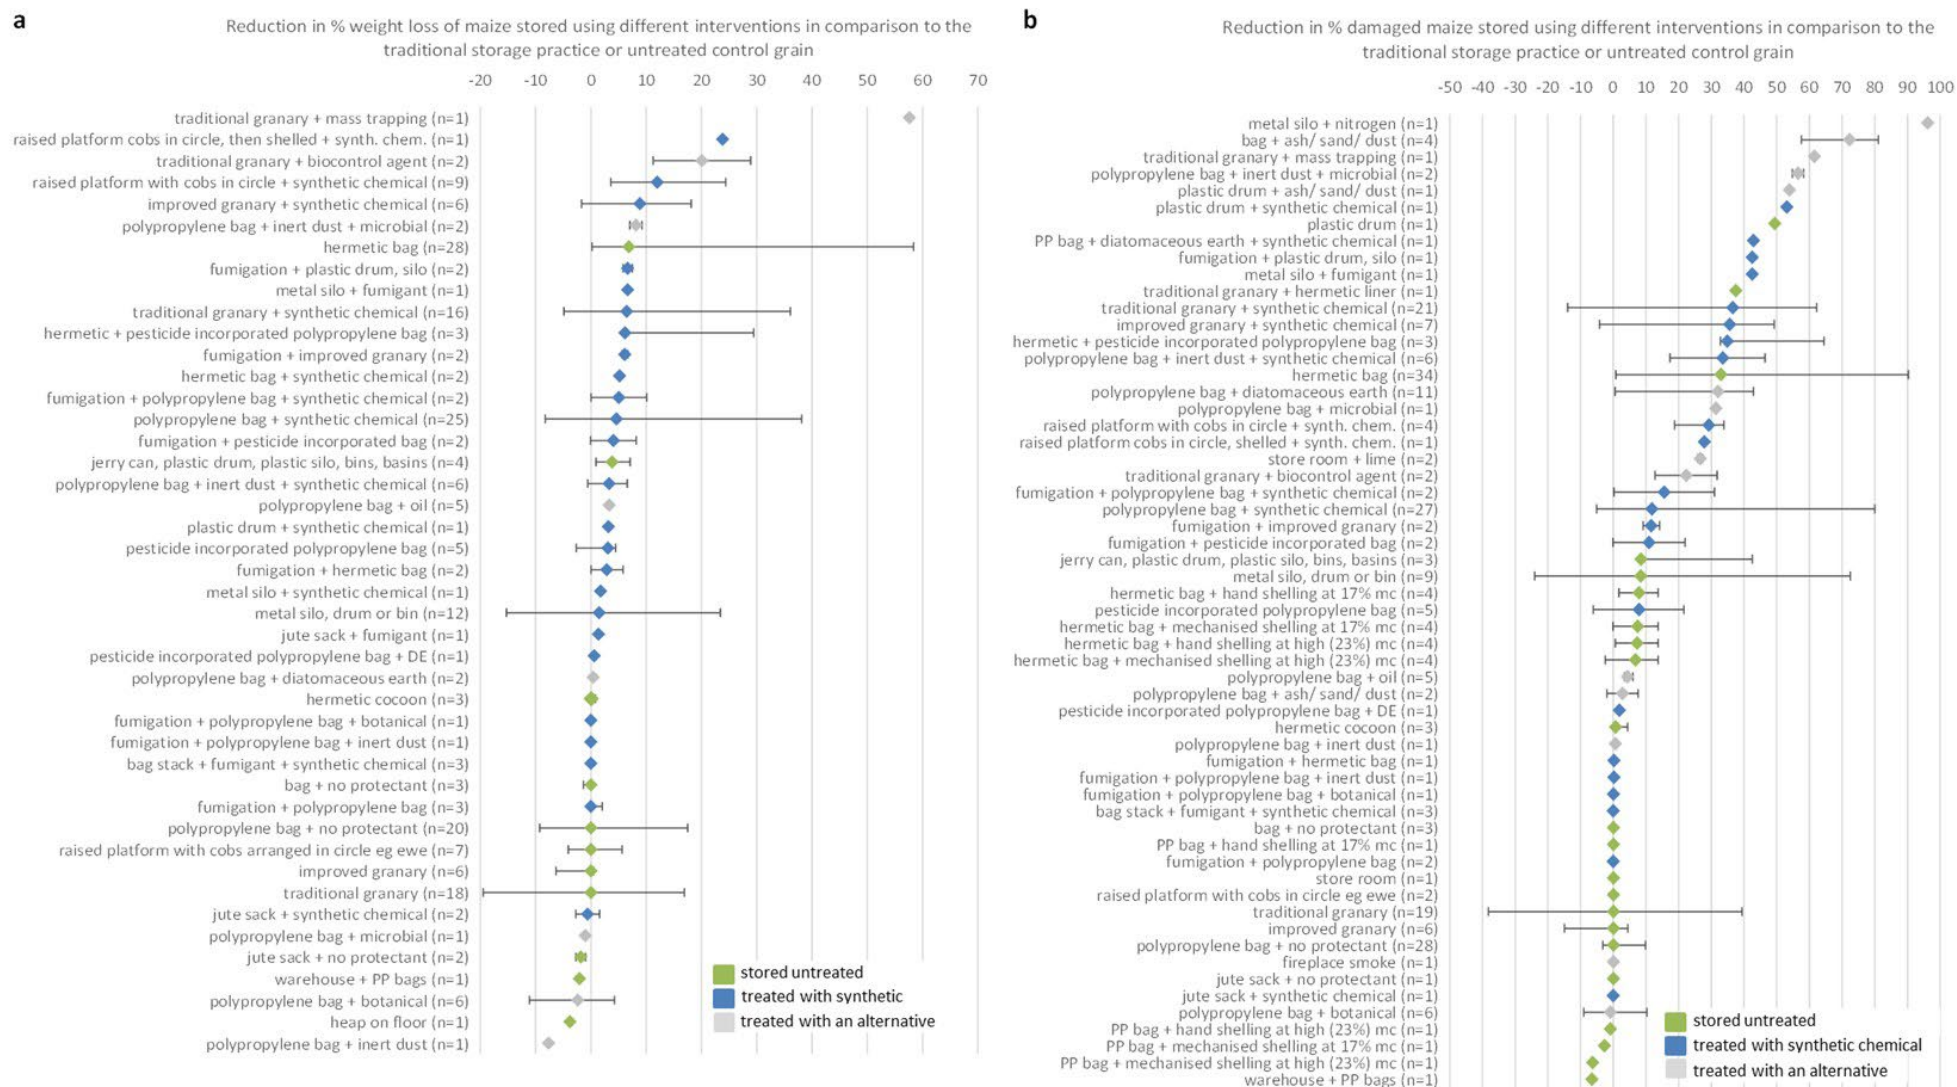 a
Reduction in % weight loss of maize stored using different interventions in comparison to the
traditional storage practice or untreated control grain
-20 -10 0 10 20 30 40 50 60 70
traditional granary + mass trapping (n=1)
raised platform cobs in circle, then shelled + synth. chem. (n=1)
traditional granary + biocontrol agent (n=2)
raised platform with cobs in circle + synthetic chemical (n=9)
improved granary + synthetic chemical (n=6)
polypropylene bag + inert dust + microbial (n=2)
hermetic bag (n=28)
fumigation + plastic drum, silo (n=2)
metal silo + fumigant (n=1)
traditional granary + synthetic chemical (n=16)
hermetic + pesticide incorporated polypropylene bag (n=3)
fumigation + improved granary (n=2)
hermetic bag + synthetic chemical (n=2)
fumigation + polypropylene bag + synthetic chemical (n=2)
polypropylene bag + synthetic chemical (n=25)
fumigation + pesticide incorporated bag (n=2)
jerry can, plastic drum, plastic silo, bins, basins (n=4)
polypropylene bag + inert dust + synthetic chemical (n=6)
polypropylene bag + oil (n=5)
plastic drum + synthetic chemical (n=1)
pesticide incorporated polypropylene bag (n=5)
fumigation + hermetic bag (n=2)
metal silo + synthetic chemical (n=1)
metal silo, drum or bin (n=12)
jute sack + fumigant (n=1)
pesticide incorporated polypropylene bag + DE (n=1)
polypropylene bag + diatomaceous earth (n=2)
hermetic cocoon (n=3)
fumigation + polypropylene bag + botanical (n=1)
fumigation + polypropylene bag + inert dust (n=1)
bag stack + fumigant + synthetic chemical (n=3)
bag + no protectant (n=3)
fumigation + polypropylene bag (n=3)
polypropylene bag + no protectant (n=20)
raised platform with cobs arranged in circle eg ewe (n=7)
improved granary (n=6)
traditional granary (n=18)
jute sack + synthetic chemical (n=2)
polypropylene bag + microbial (n=1)
jute sack + no protectant (n=2)
warehouse + PP bags (n=1)
polypropylene bag + botanical (n=6)
heap on floor (n=1)
polypropylene bag + inert dust (n=1)
stored untreated
treated with synthetic
treated with an alternative
b
Reduction in % damaged maize stored using different interventions in comparison to the
traditional storage practice or untreated control grain
-50 -40 -30 -20 -10 0 10 20 30 40 50 60 70 80 90 100
metal silo + nitrogen (n=1)
bag + ash/ sand/ dust (n=4)
traditional granary + mass trapping (n=1)
polypropylene bag + inert dust + microbial (n=2)
plastic drum + ash/ sand/ dust (n=1)
plastic drum + synthetic chemical (n=1)
plastic drum (n=1)
PP bag + diatomaceous earth + synthetic chemical (n=1)
fumigation + plastic drum, silo (n=1)
metal silo + fumigant (n=1)
traditional granary + hermetic liner (n=1)
traditional granary + synthetic chemical (n=21)
improved granary + synthetic chemical (n=7)
hermetic + pesticide incorporated polypropylene bag (n=3)
polypropylene bag + inert dust + synthetic chemical (n=6)
hermetic bag (n=34)
polypropylene bag + diatomaceous earth (n=11)
polypropylene bag + microbial (n=1)
raised platform with cobs in circle + synth. chem. (n=4)
raised platform cobs in circle, shelled + synth. chem. (n=1)
store room + lime (n=2)
traditional granary + biocontrol agent (n=2)
fumigation + polypropylene bag + synthetic chemical (n=2)
polypropylene bag + synthetic chemical (n=27)
fumigation + improved granary (n=2)
fumigation + pesticide incorporated bag (n=2)
jerry can, plastic drum, plastic silo, bins, basins (n=3)
metal silo, drum or bin (n=9)
hermetic bag + hand shelling at 17% mc (n=4)
pesticide incorporated polypropylene bag (n=5)
hermetic bag + mechanised shelling at 17% mc (n=4)
hermetic bag + hand shelling at high (23%) mc (n=4)
hermetic bag + mechanised shelling at high (23%) mc (n=4)
polypropylene bag + oil (n=5)
polypropylene bag + ash/ sand/ dust (n=2)
pesticide incorporated polypropylene bag + DE (n=1)
hermetic cocoon (n=3)
polypropylene bag + inert dust (n=1)
fumigation + hermetic bag (n=1)
fumigation + polypropylene bag + inert dust (n=1)
fumigation + polypropylene bag + botanical (n=1)
bag stack + fumigant + synthetic chemical (n=3)
bag + no protectant (n=3)
PP bag + hand shelling at 17% mc (n=1)
fumigation + polypropylene bag (n=2)
store room (n=1)
raised platform with cobs in circle eg ewe (n=2)
traditional granary (n=19)
improved granary (n=6)
polypropylene bag + no protectant (n=28)
fireplace smoke (n=1)
jute sack + no protectant (n=1)
jute sack + synthetic chemical (n=1)
polypropylene bag + botanical (n=6)
PP bag + hand shelling at high (23%) mc (n=1)
PP bag + mechanised shelling at 17% mc (n=1)
PP bag + mechanised shelling at high (23%) mc (n=1)
warehouse + PP bags (n=1)
stored untreated
treated with synthetic chemical
treated with an alternative